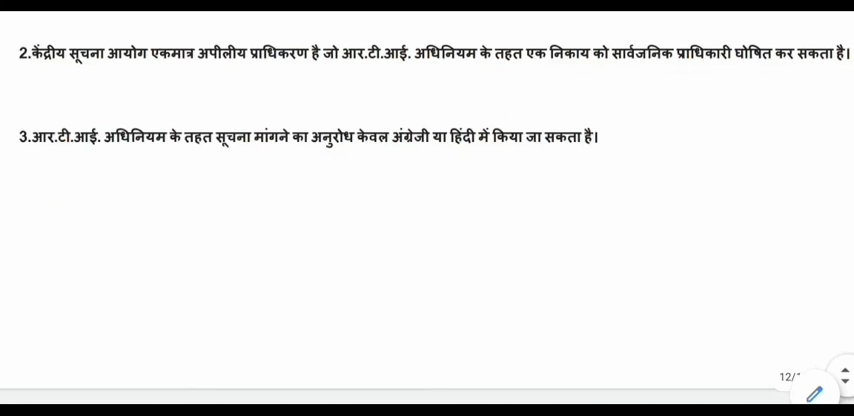 2.केंद्रीय सूचना आयोग एकमात्र अपीलीय प्राधिकरण है जो आर.टी.आई. अधिनियम के तहत एक निकाय को सार्वजनिक प्राधिकारी घोषित कर सकता है।
3.आर.टी.आई. अधिनियम के तहत सूचना मांगने का अनुरोध केवल अंग्रेजी या हिंदी में किया जा सकता है।
12/